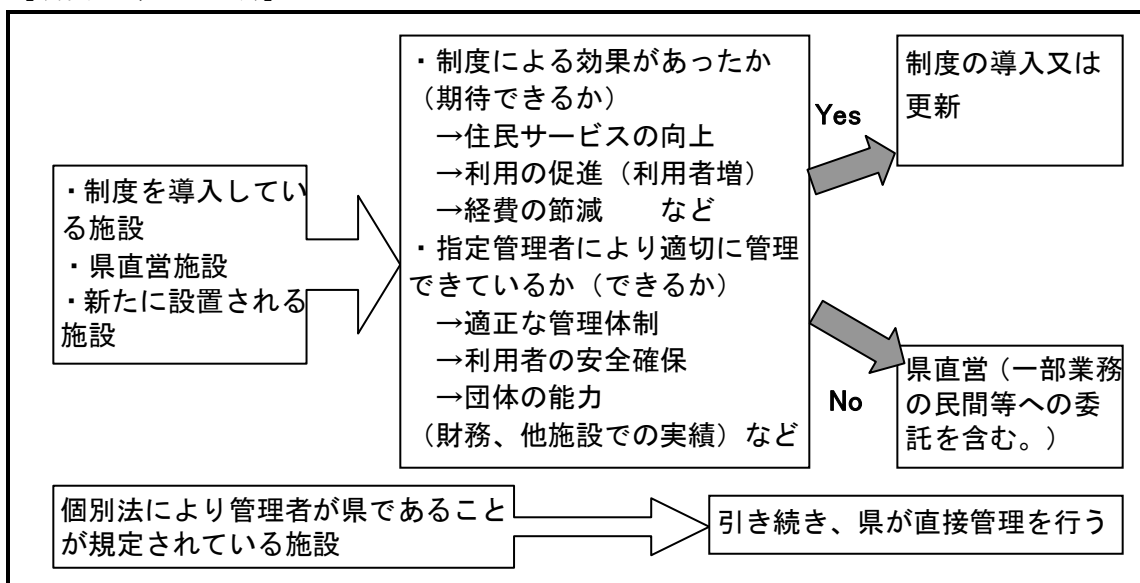 ・制度を導入してい
る施設
・県直営施設
・新たに設置される
施設
・制度による効果があったか
（期待できるか）
→住民サービスの向上
→利用の促進（利用者増）
→経費の節減　　など
・指定管理者により適切に管理
できているか（できるか）
→適正な管理体制
→利用者の安全確保
→団体の能力
（財務、他施設での実績）など
Yes
制度の導入又は
更新
No
県直営（一部業務
の民間等への委
託を含む。）
個別法により管理者が県であること
が規定されている施設
引き続き、県が直接管理を行う